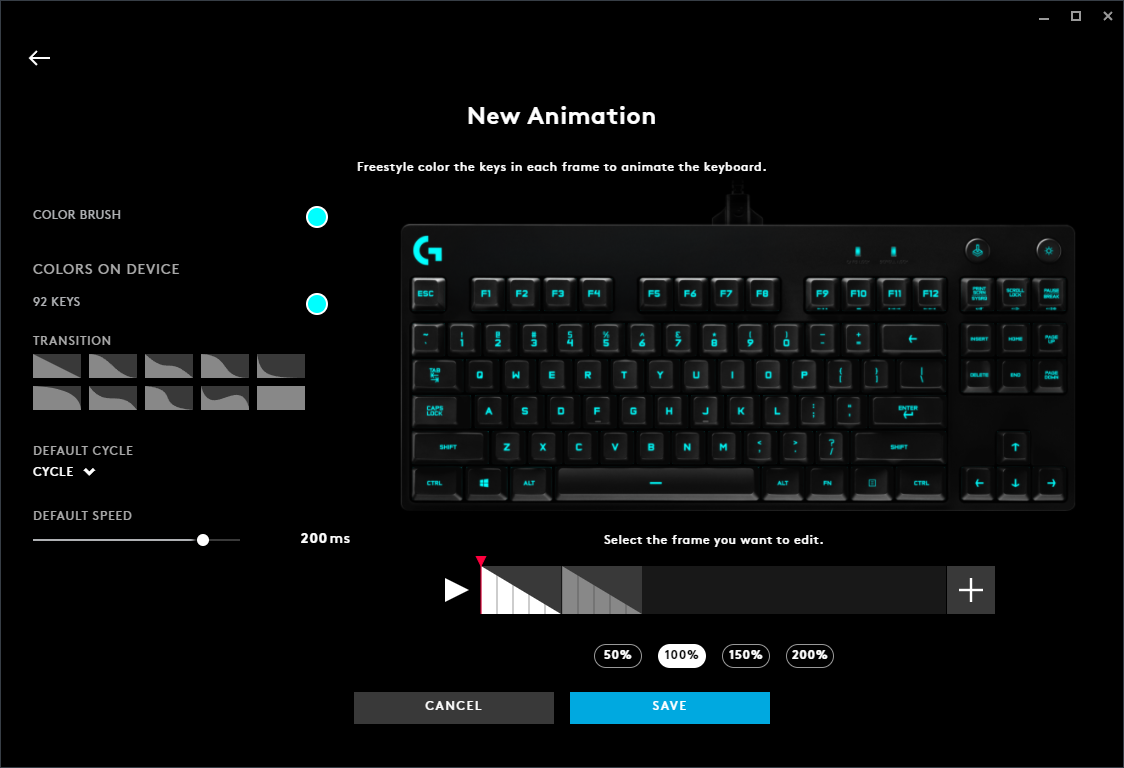 New Animation
Freestyle color the keys in each frame to animate the keyboard.
COLOR BRUSH
COLORS ON DEVICE
92 KEYS
TRANSITION
DEFAULT CYCLE
CYCLE
DEFAULT SPEED
200 ms
ESC F1 F2 F3 F4 F5 F6 F7 F8 F9 F10 F11 F12 PRINT SCREEN SYSRQ SCROLL LOCK PAUSE BREAK
1 2 3 4 5 6 7 8 9 0 - = ← INSERT HOME PAGE UP
TAB Q W E R T Y U I O P { [ } ] | \ DELETE END PAGE DOWN
CAPS LOCK A S D F G H J K L : ; " ' ENTER
SHIFT Z X C V B N M < , > . ? / SHIFT ↑
CTRL ALT ALT FN CTRL ← ↓ →
Select the frame you want to edit.
50% 100% 150% 200%
CANCEL SAVE